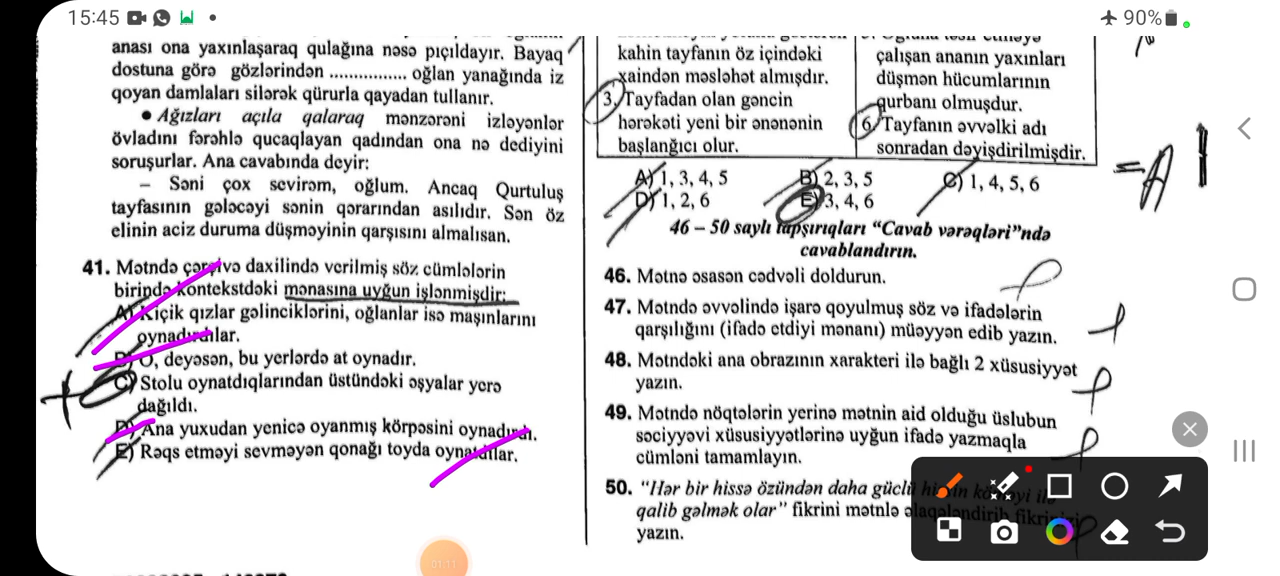 15:45
90%
anası ona yaxınlaşaraq qulağına nəsə pıçıldayır. Bayaq
dostuna görə gözlərindən ................ oğlan yanağında iz
qoyan damlaları silərək qürurla qayadan tullanır.
● Ağızları açıla qalaraq mənzərəni izləyənlər
övladını fərəhlə qucaqlayan qadından ona nə dediyini
soruşurlar. Ana cavabında deyir:
– Səni çox sevirəm, oğlum. Ancaq Qurtuluş
tayfasının gələcəyi sənin qərarından asılıdır. Sən öz
elinin aciz duruma düşməyinin qarşısını almalısan.
41. Mətndə çərçivə daxilində verilmiş söz cümlələrin
birində kontekstdəki mənasına uyğun işlənmişdir:
A) Kiçik qızlar gəlinciklərini, oğlanlar isə maşınlarını
oynadırdılar.
B) O, deyəsən, bu yerlərdə at oynadır.
C) Stolu oynatdıqlarından üstündəki əşyalar yerə
dağıldı.
D) Ana yuxudan yenicə oyanmış körpəsini oynadırdı.
E) Rəqs etməyi sevməyən qonağı toyda oynatdılar.
kahin tayfanın öz içindəki
xaindən məsləhət almışdır.
3. Tayfadan olan gəncin
hərəkəti yeni bir ənənənin
başlanğıcı olur.
çalışan ananın yaxınları
düşmən hücumlarının
qurbanı olmuşdur.
6. Tayfanın əvvəlki adı
sonradan dəyişdirilmişdir.
A) 1, 3, 4, 5 B) 2, 3, 5 C) 1, 4, 5, 6
D) 1, 2, 6 E) 3, 4, 6
46 – 50 saylı tapşırıqları “Cavab vərəqləri”ndə
cavablandırın.
46. Mətnə əsasən cədvəli doldurun.
47. Mətndə əvvəlində işarə qoyulmuş söz və ifadələrin
qarşılığını (ifadə etdiyi mənanı) müəyyən edib yazın.
48. Mətndəki ana obrazının xarakteri ilə bağlı 2 xüsusiyyət
yazın.
49. Mətndə nöqtələrin yerinə mətnin aid olduğu üslubun
səciyyəvi xüsusiyyətlərinə uyğun ifadə yazmaqla
cümləni tamamlayın.
50. “Hər bir hissə özündən daha güclü hissin köməyi ilə
qalib gəlmək olar” fikrini mətnlə əlaqələndirib fikrinizi
yazın.
01:11